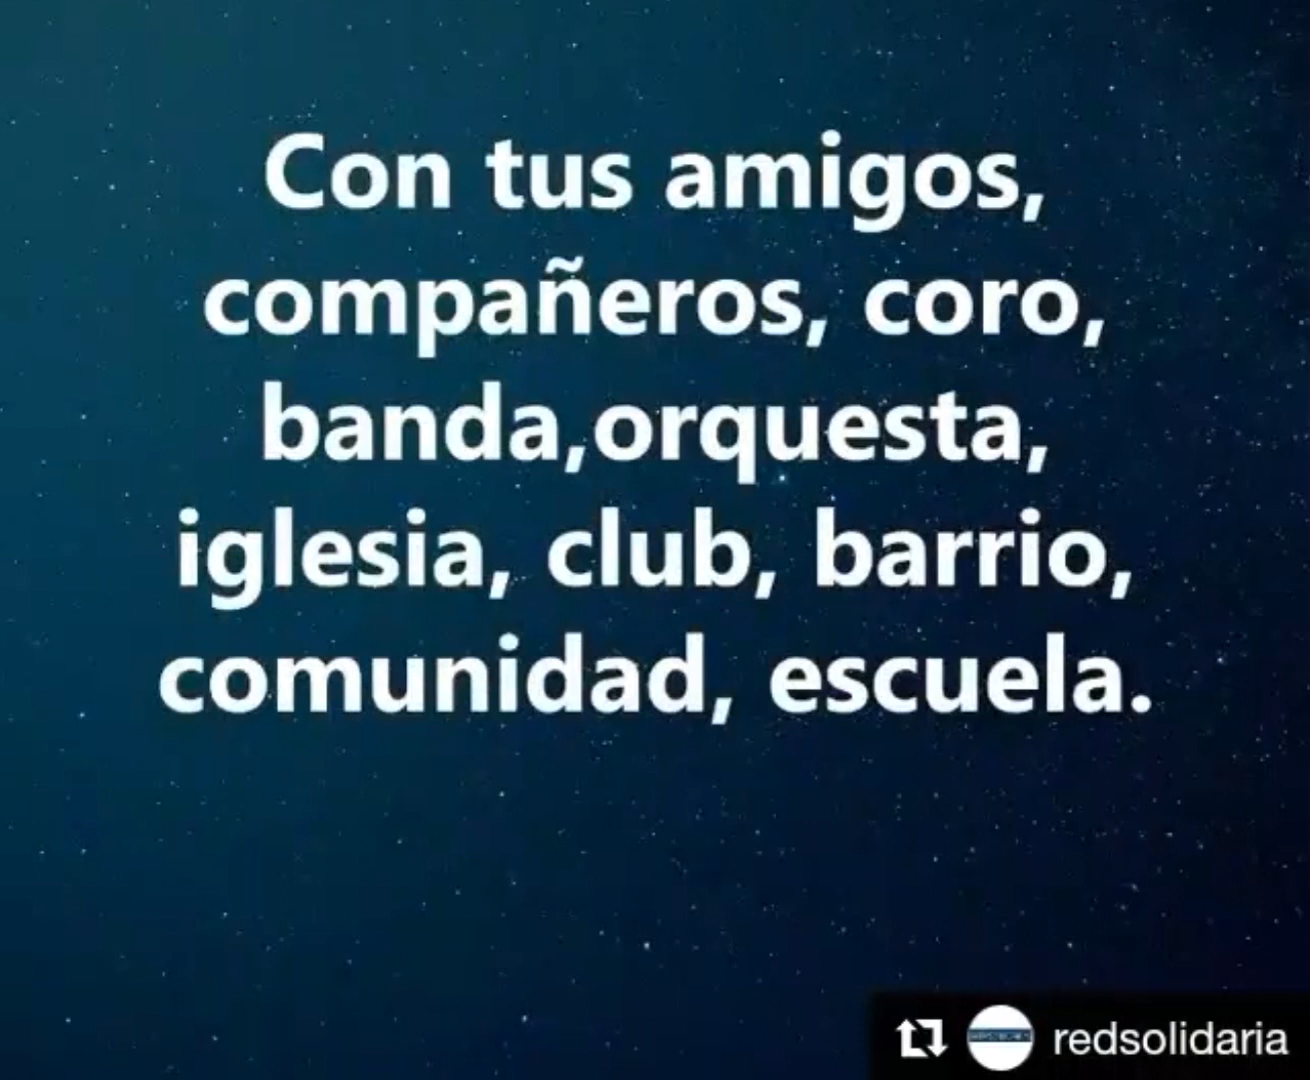 Con tus amigos,
compañeros, coro,
banda,orquesta,
iglesia, club, barrio,
comunidad, escuela.
redsolidaria